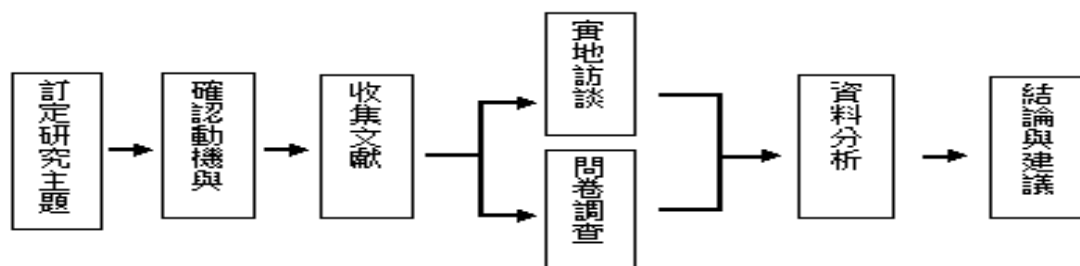 訂定研究主題
確認動機與
收集文獻
實地訪談
問卷調查
資料分析
結論與建議